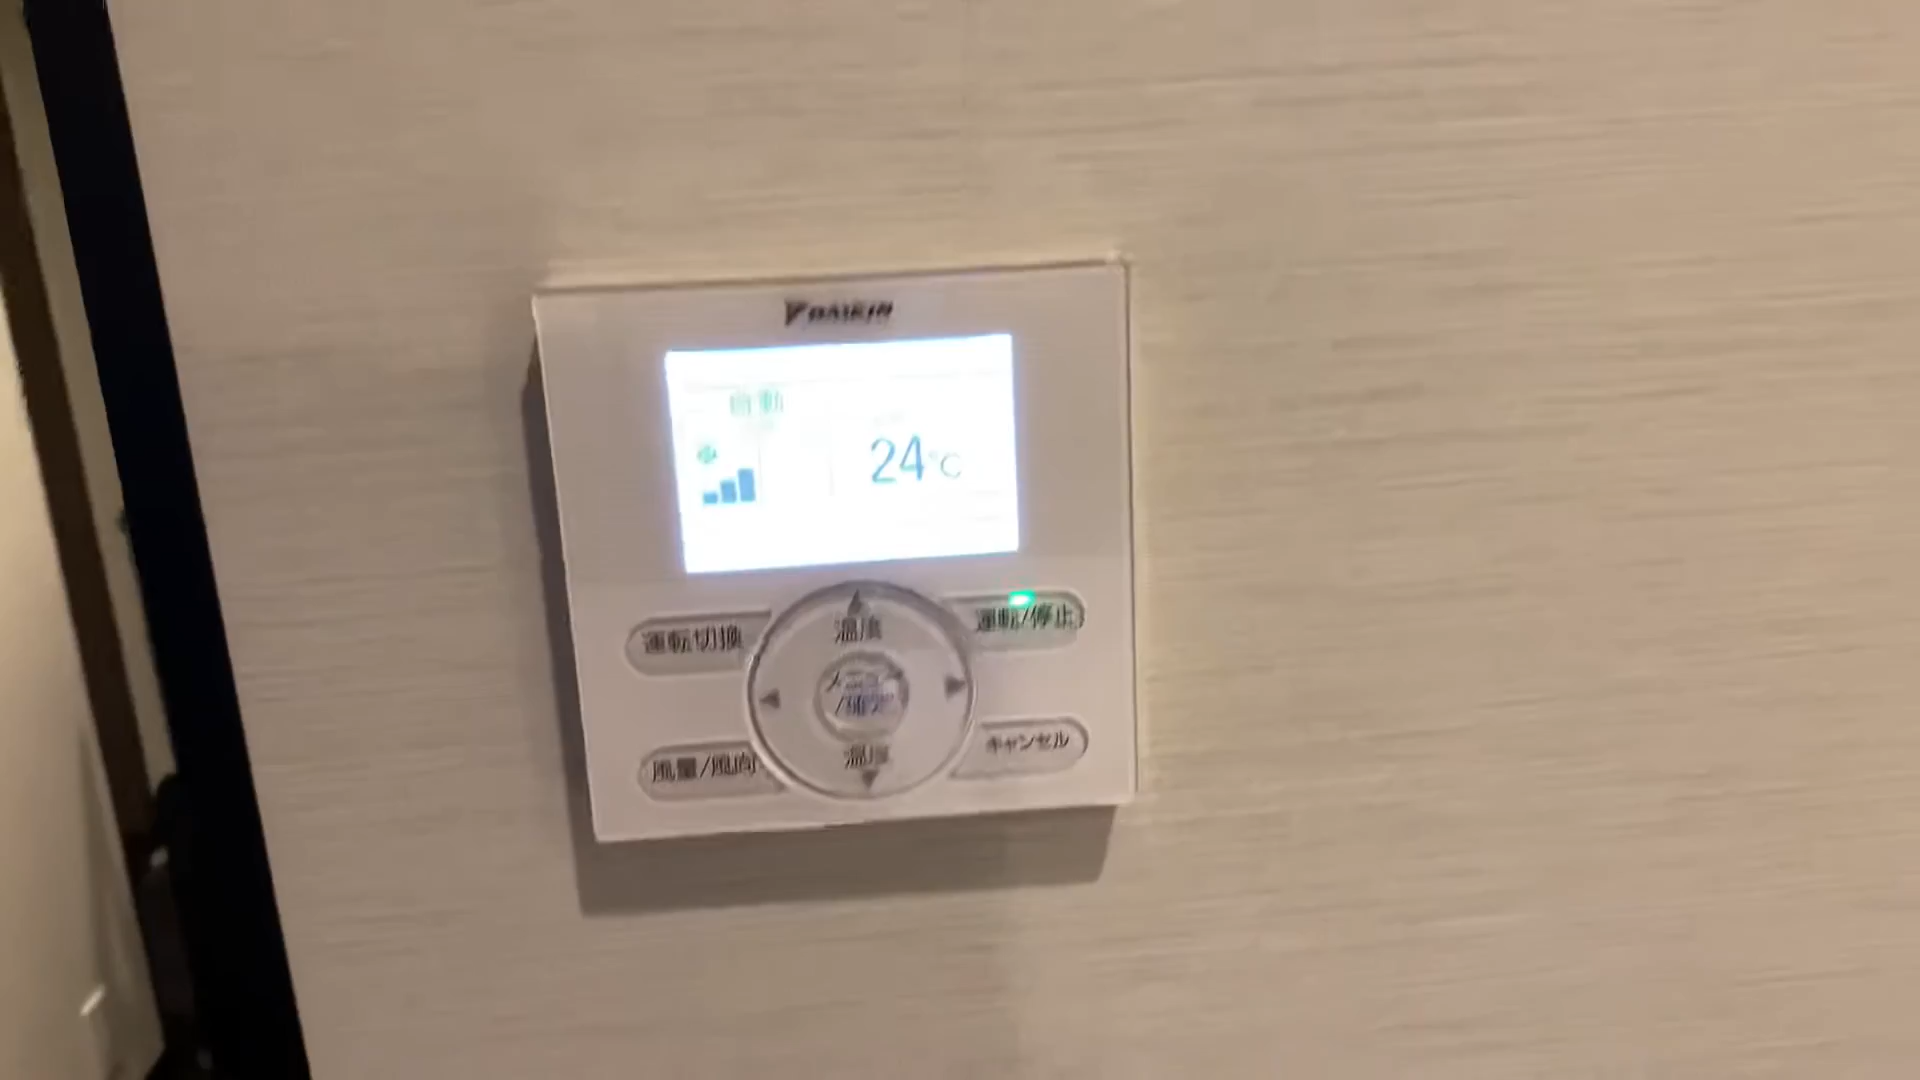 DAIKIN
自動
24°C
運転切換
温度
運転/停止
メニュー
/確定
風量/風向
温度
キャンセル